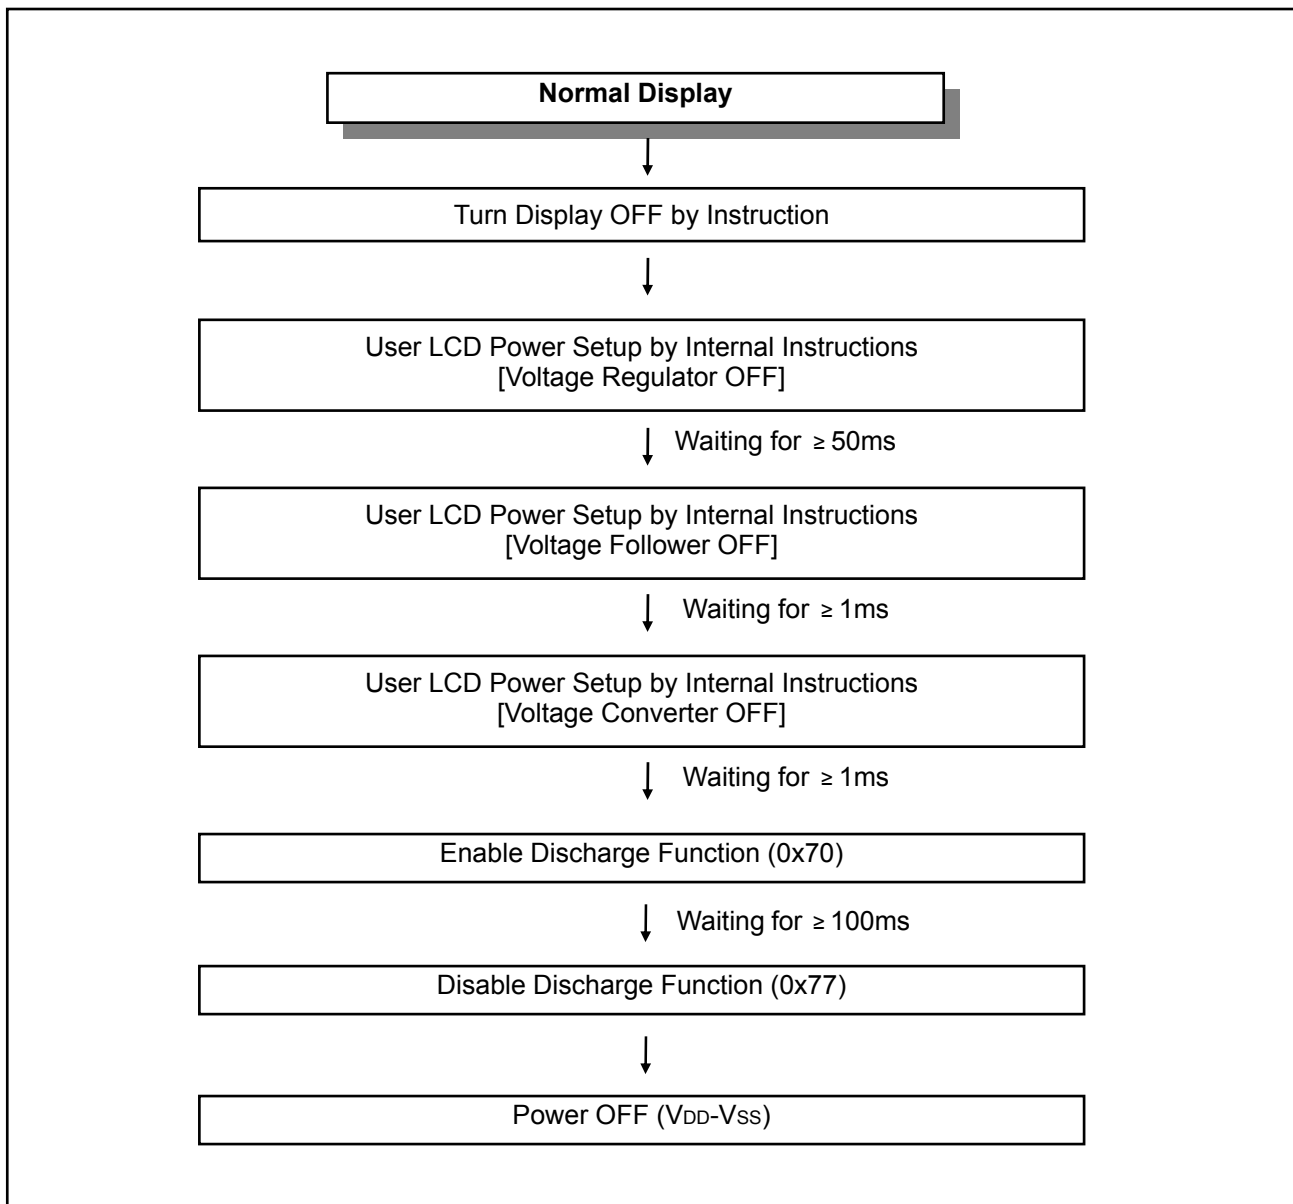 Normal Display
Turn Display OFF by Instruction
User LCD Power Setup by Internal Instructions
[Voltage Regulator OFF]
Waiting for ≥ 50ms
User LCD Power Setup by Internal Instructions
[Voltage Follower OFF]
Waiting for ≥ 1ms
User LCD Power Setup by Internal Instructions
[Voltage Converter OFF]
Waiting for ≥ 1ms
Enable Discharge Function (0x70)
Waiting for ≥ 100ms
Disable Discharge Function (0x77)
Power OFF (VDD-VSS)